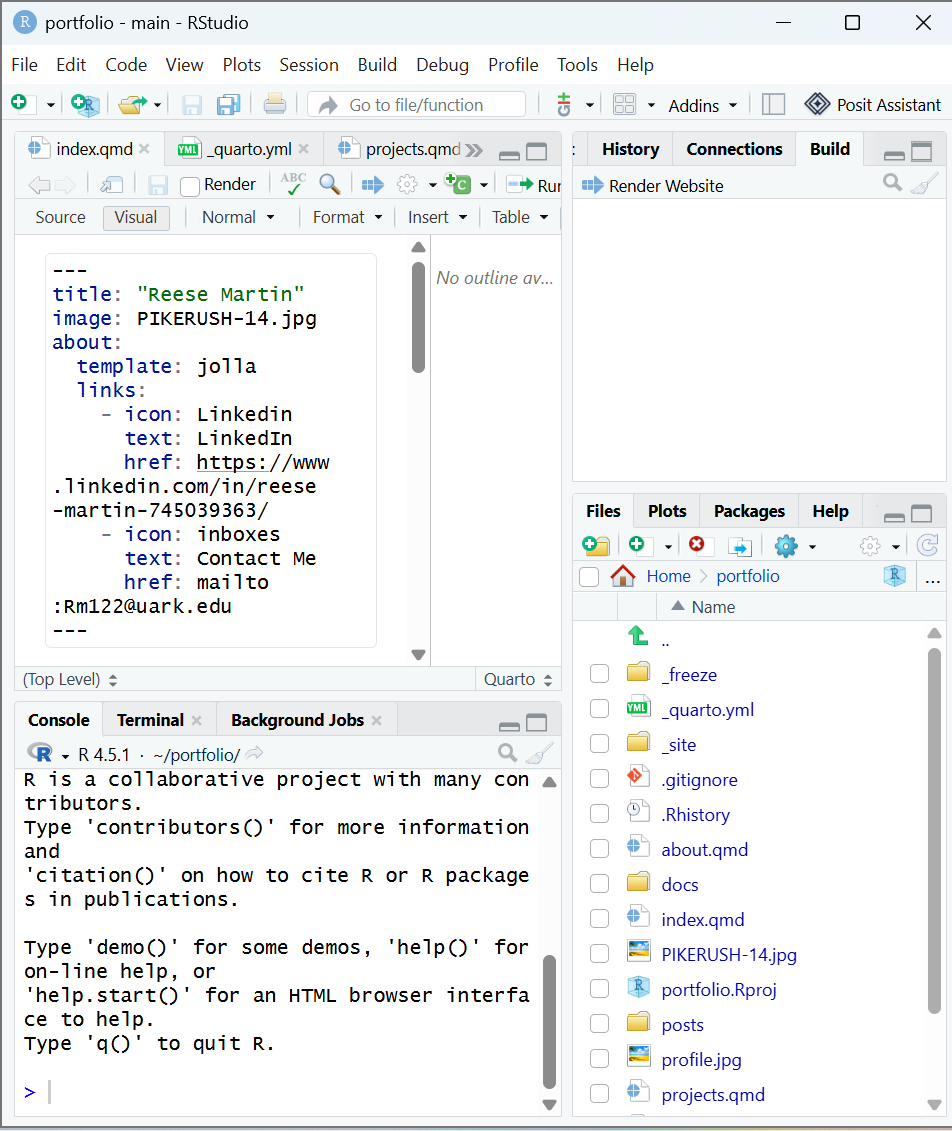 portfolio - main - RStudio
File Edit Code View Plots Session Build Debug Profile Tools Help
Go to file/function Addins Posit Assistant
index.qmd _quarto.yml projects.qmd
Render ABC Run
Source Visual Normal Format Insert Table
---
title: "Reese Martin"
image: PIKERUSH-14.jpg
about:
  template: jolla
  links:
    - icon: Linkedin
      text: LinkedIn
      href: https://www
.linkedin.com/in/reese
-martin-745039363/
    - icon: inboxes
      text: Contact Me
      href: mailto
:Rm122@uark.edu
---
No outline av...
(Top Level) Quarto
Console Terminal Background Jobs
R 4.5.1 · ~/portfolio/
R is a collaborative project with many con
tributors.
Type 'contributors()' for more information
and
'citation()' on how to cite R or R package
s in publications.
Type 'demo()' for some demos, 'help()' for
on-line help, or
'help.start()' for an HTML browser interfa
ce to help.
Type 'q()' to quit R.
>
History Connections Build
Render Website
Files Plots Packages Help
Home portfolio ...
Name
..
_freeze
_quarto.yml
_site
.gitignore
.Rhistory
about.qmd
docs
index.qmd
PIKERUSH-14.jpg
portfolio.Rproj
posts
profile.jpg
projects.qmd